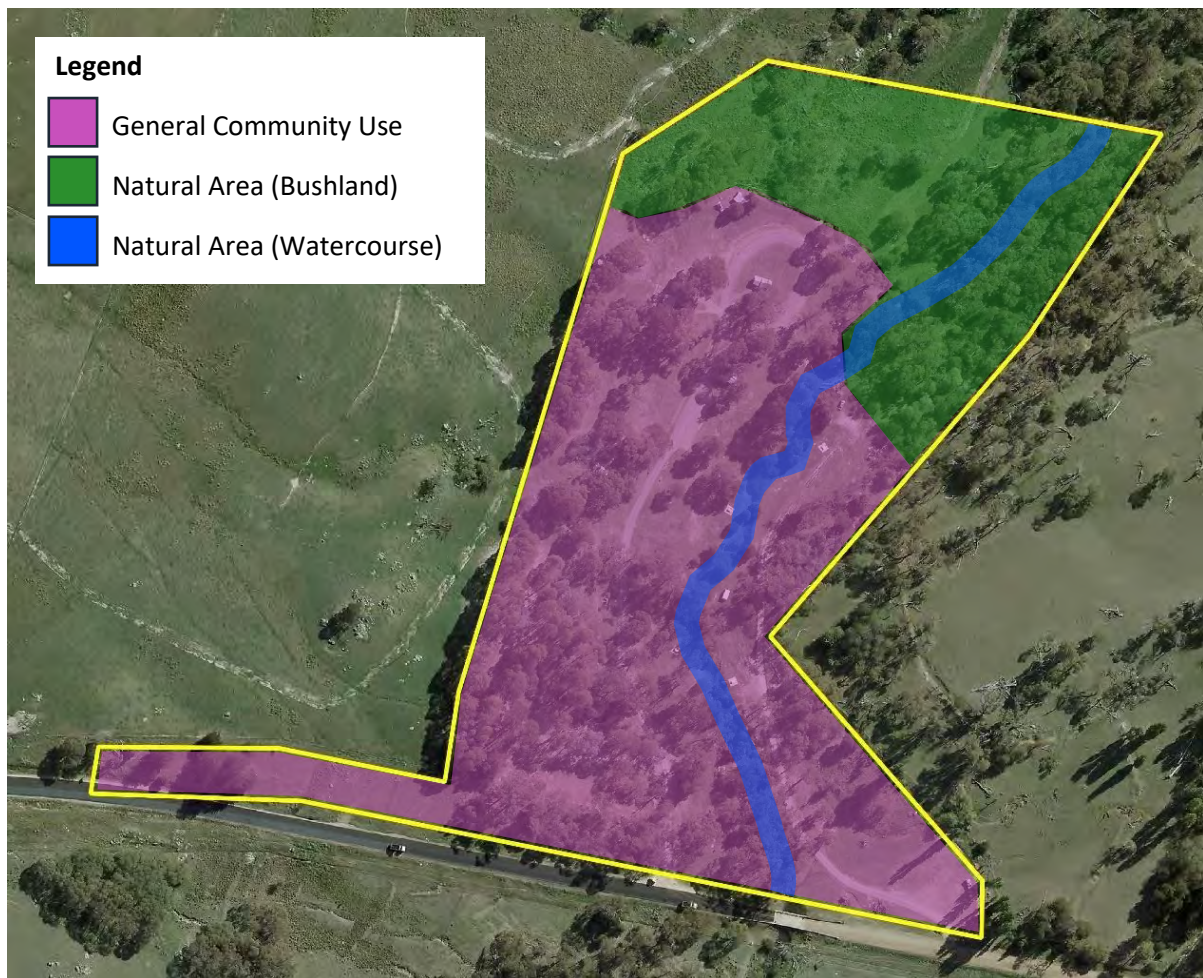 Legend
General Community Use
Natural Area (Bushland)
Natural Area (Watercourse)